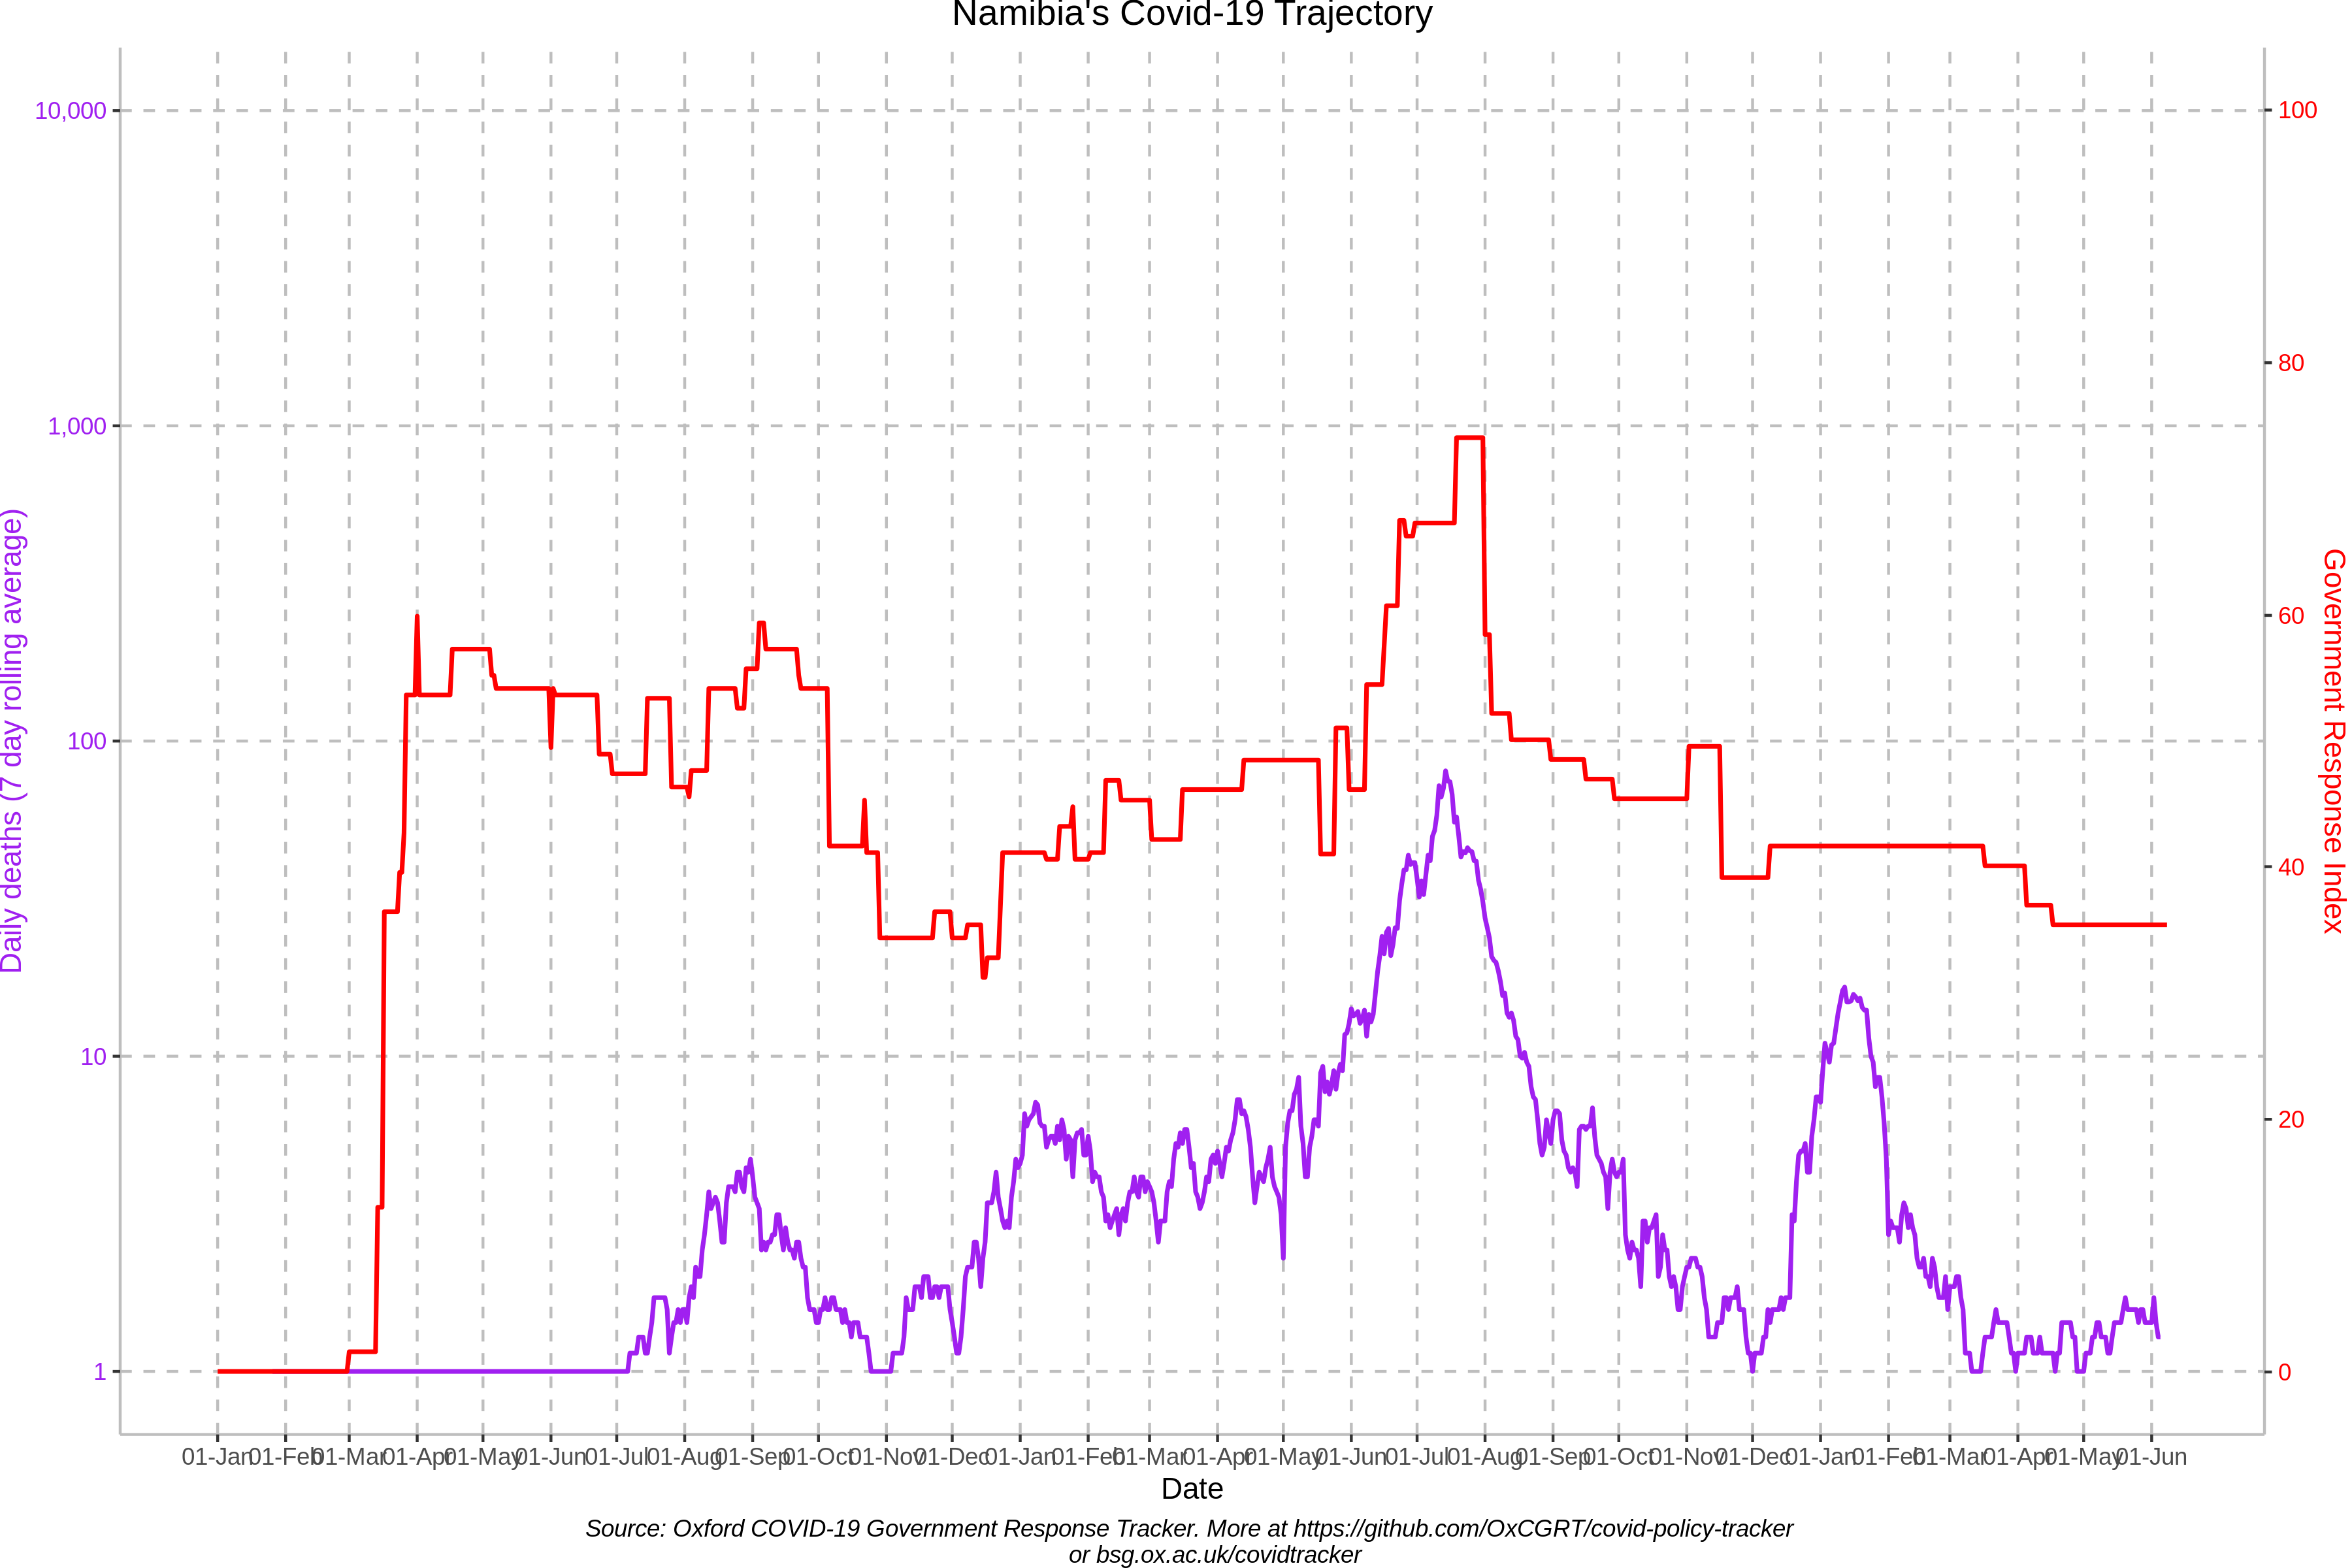 Namibia's Covid-19 Trajectory
Daily deaths (7 day rolling average)
10,000
1,000
100
10
1
100
80
60
40
20
0
Government Response Index
01-Jan 01-Feb 01-Mar 01-Apr 01-May 01-Jun 01-Jul 01-Aug 01-Sep 01-Oct 01-Nov 01-Dec 01-Jan 01-Feb 01-Mar 01-Apr 01-May 01-Jun 01-Jul 01-Aug 01-Sep 01-Oct 01-Nov 01-Dec 01-Jan 01-Feb 01-Mar 01-Apr 01-May 01-Jun
Date
Source: Oxford COVID-19 Government Response Tracker. More at https://github.com/OxCGRT/covid-policy-tracker
or bsg.ox.ac.uk/covidtracker